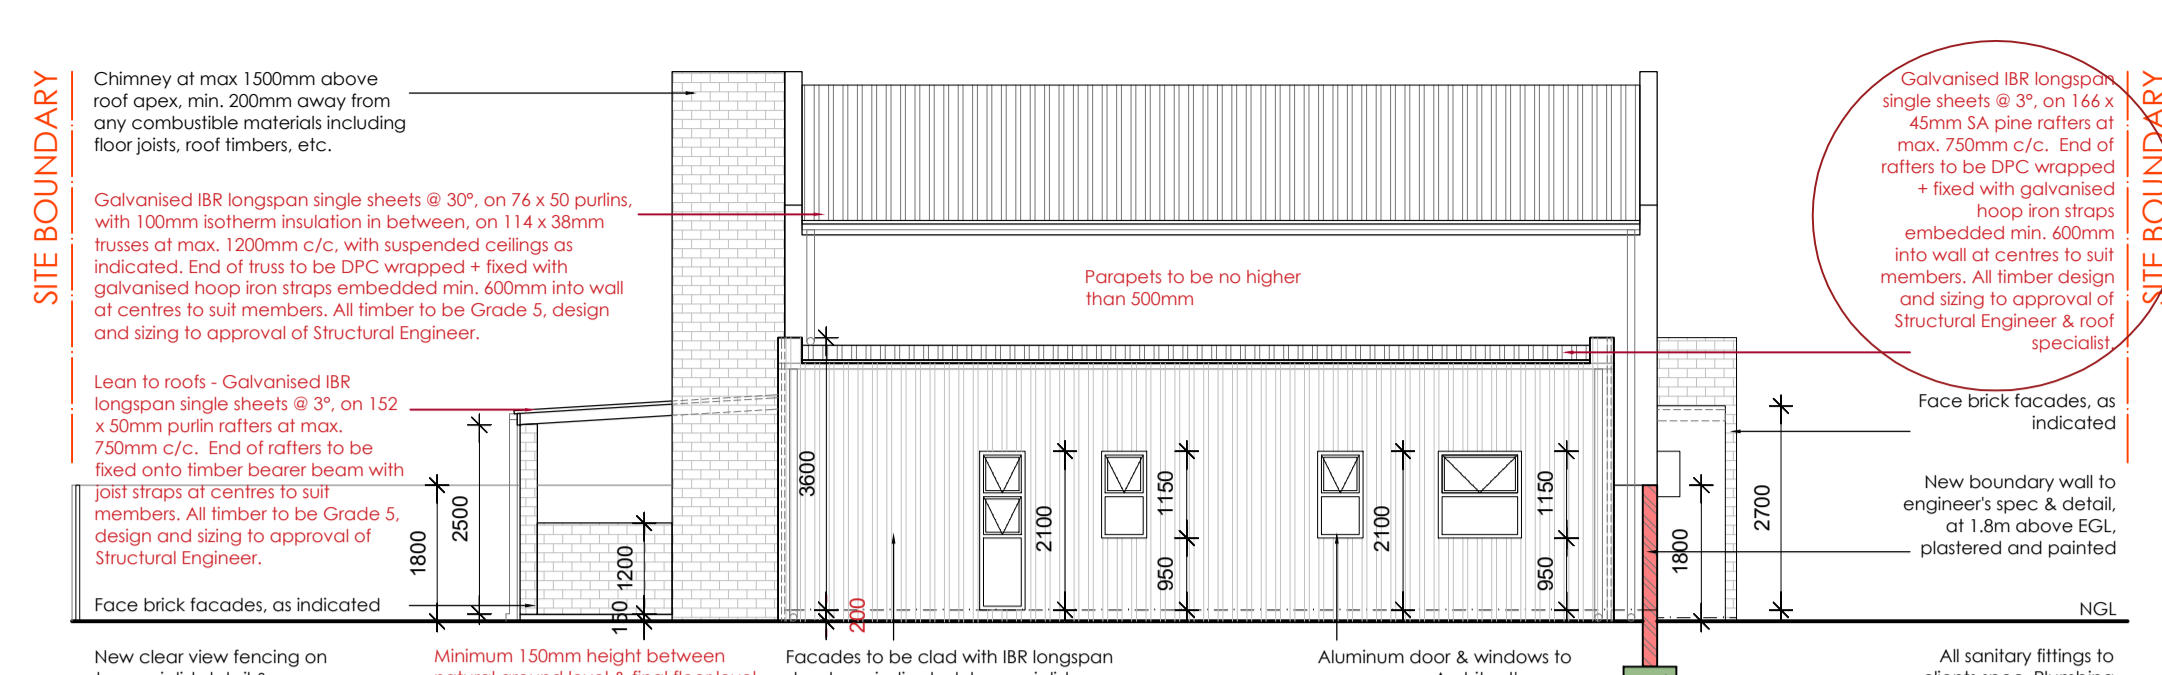 SITE BOUNDARY
Chimney at max 1500mm above
roof apex, min. 200mm away from
any combustible materials including
floor joists, roof timbers, etc.
Galvanised IBR longspan single sheets @ 30°, on 76 x 50 purlins,
with 100mm isotherm insulation in between, on 114 x 38mm
trusses at max. 1200mm c/c, with suspended ceilings as
indicated. End of truss to be DPC wrapped + fixed with
galvanised hoop iron straps embedded min. 600mm into wall
at centres to suit members. All timber to be Grade 5, design
and sizing to approval of Structural Engineer.
Lean to roofs - Galvanised IBR
longspan single sheets @ 3°, on 152
x 50mm purlin rafters at max.
750mm c/c.  End of rafters to be
fixed onto timber bearer beam with
joist straps at centres to suit
members. All timber to be Grade 5,
design and sizing to approval of
Structural Engineer.
Face brick facades, as indicated
1800
2500
1200
150
3600
200
Parapets to be no higher
than 500mm
2100
1150
950
2100
1150
950
1800
2700
Galvanised IBR longspan
single sheets @ 3°, on 166 x
45mm SA pine rafters at
max. 750mm c/c.  End of
rafters to be DPC wrapped
+ fixed with galvanised
hoop iron straps
embedded min. 600mm
into wall at centres to suit
members. All timber design
and sizing to approval of
Structural Engineer & roof
specialist.
SITE BOUNDARY
Face brick facades, as
indicated
New boundary wall to
engineer's spec & detail,
at 1.8m above EGL,
plastered and painted
NGL
New clear view fencing on
Minimum 150mm height between
natural ground level & final floor level
Facades to be clad with IBR longspan
Aluminum door & windows to
All sanitary fittings to
clients spec. Plumbing